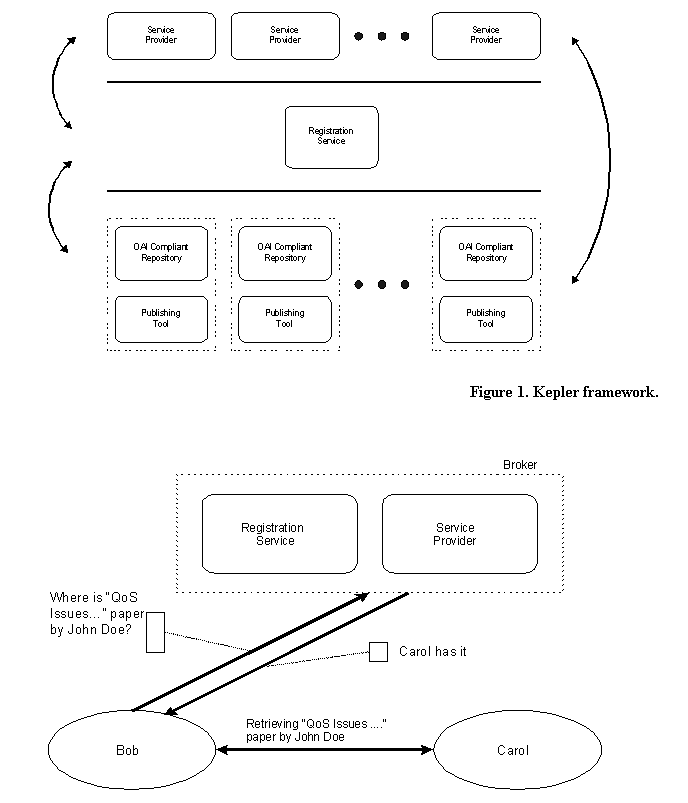 Service
Provider
Service
Provider
Service
Provider
Registration
Service
OAI Compliant
Repository
OAI Compliant
Repository
OAI Compliant
Repository
Publishing
Tool
Publishing
Tool
Publishing
Tool
Figure 1. Kepler framework.
Broker
Registration
Service
Service
Provider
Where is "QoS
Issues..." paper
by John Doe?
Carol has it
Retrieving "QoS Issues ...."
paper by John Doe
Bob
Carol